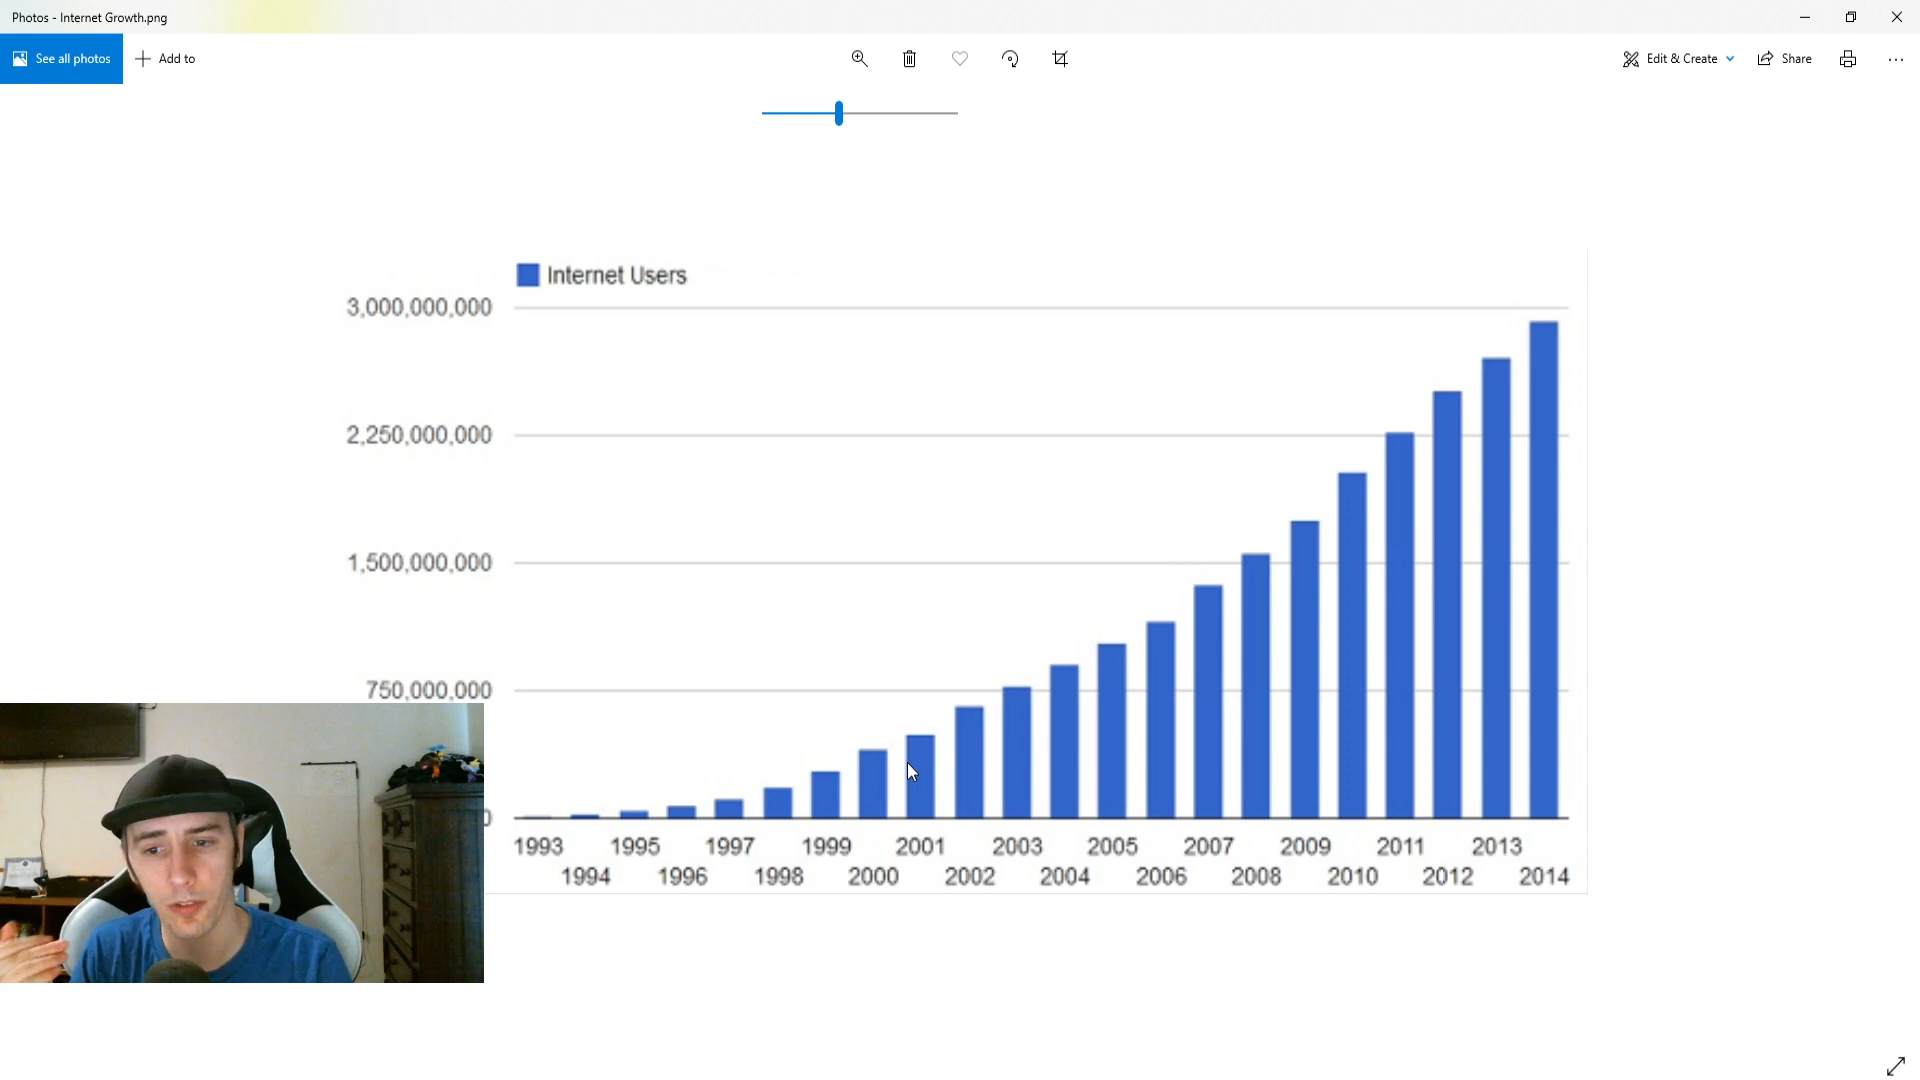 Photos - Internet Growth.png
See all photos
Add to
Edit & Create
Share
Internet Users
3,000,000,000
2,250,000,000
1,500,000,000
750,000,000
0
1993 1995 1997 1999 2001 2003 2005 2007 2009 2011 2013
1994 1996 1998 2000 2002 2004 2006 2008 2010 2012 2014